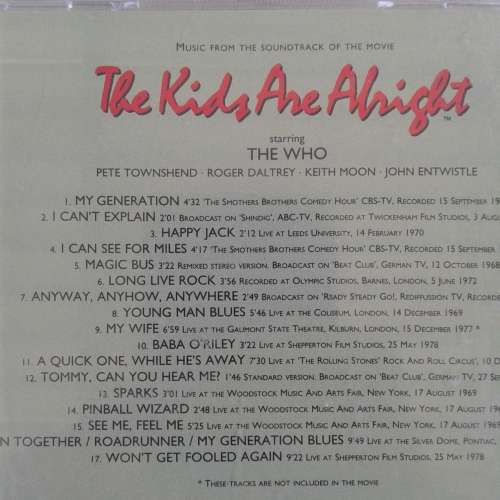 Music from the soundtrack of the movie
The Kids Are Alright
TM
starring
THE WHO
PETE TOWNSHEND · ROGER DALTREY · KEITH MOON · JOHN ENTWISTLE
1. MY GENERATION 4'32 'The Smothers Brothers Comedy Hour' CBS-TV, Recorded 15 September
2. I CAN'T EXPLAIN 2'01 Broadcast on 'Shindig', ABC-TV, Recorded at Twickenham Film Studios, 3
3. HAPPY JACK 2'12 Live at Leeds University, 14 February 1970
4. I CAN SEE FOR MILES 4'17 'The Smothers Brothers Comedy Hour' CBS-TV, Recorded 15 September
5. MAGIC BUS 3'22 Remixed stereo version. Broadcast on 'Beat Club', German TV, 12 October 1968
6. LONG LIVE ROCK 3'56 Recorded at Olympic Studios, Barnes, London, 5 June 1972
7. ANYWAY, ANYHOW, ANYWHERE 2'49 Broadcast on 'Ready Steady Go!, Rediffusion TV, Recorded
8. YOUNG MAN BLUES 5'46 Live at the Coliseum, London, 14 December 1969
9. MY WIFE 6'59 Live at the Gaumont State Theatre, Kilburn, London, 15 December 1977 *
10. BABA O'RILEY 3'22 Live at Shepperton Film Studios, 25 May 1978
11. A QUICK ONE, WHILE HE'S AWAY 7'30 Live at 'The Rolling Stones' Rock And Roll Circus', 10
12. TOMMY, CAN YOU HEAR ME? 1'46 Standard version. Broadcast on 'Beat Club', German TV, 27
13. SPARKS 3'01 Live at the Woodstock Music And Arts Fair, New York, 17 August 1969
14. PINBALL WIZARD 2'48 Live at the Woodstock Music And Arts Fair, New York, 17 August
15. SEE ME, FEEL ME 5'25 Live at the Woodstock Music And Arts Fair, New York, 17 August 1969
TOGETHER / ROADRUNNER / MY GENERATION BLUES 9'49 Live at the Silver Dome, Pontiac,
17. WON'T GET FOOLED AGAIN 9'22 Live at Shepperton Film Studios, 25 May 1978
* These-tracks are not included in the movie